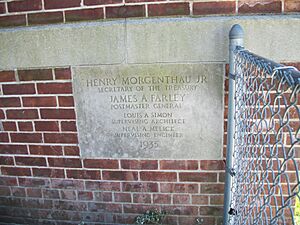 HENRY MORGENTHAU JR
SECRETARY OF THE TREASURY
JAMES A FARLEY
POSTMASTER GENERAL
LOUIS A SIMON
SUPERVISING ARCHITECT
NEAL A MELICK
SUPERVISING ENGINEER
1935